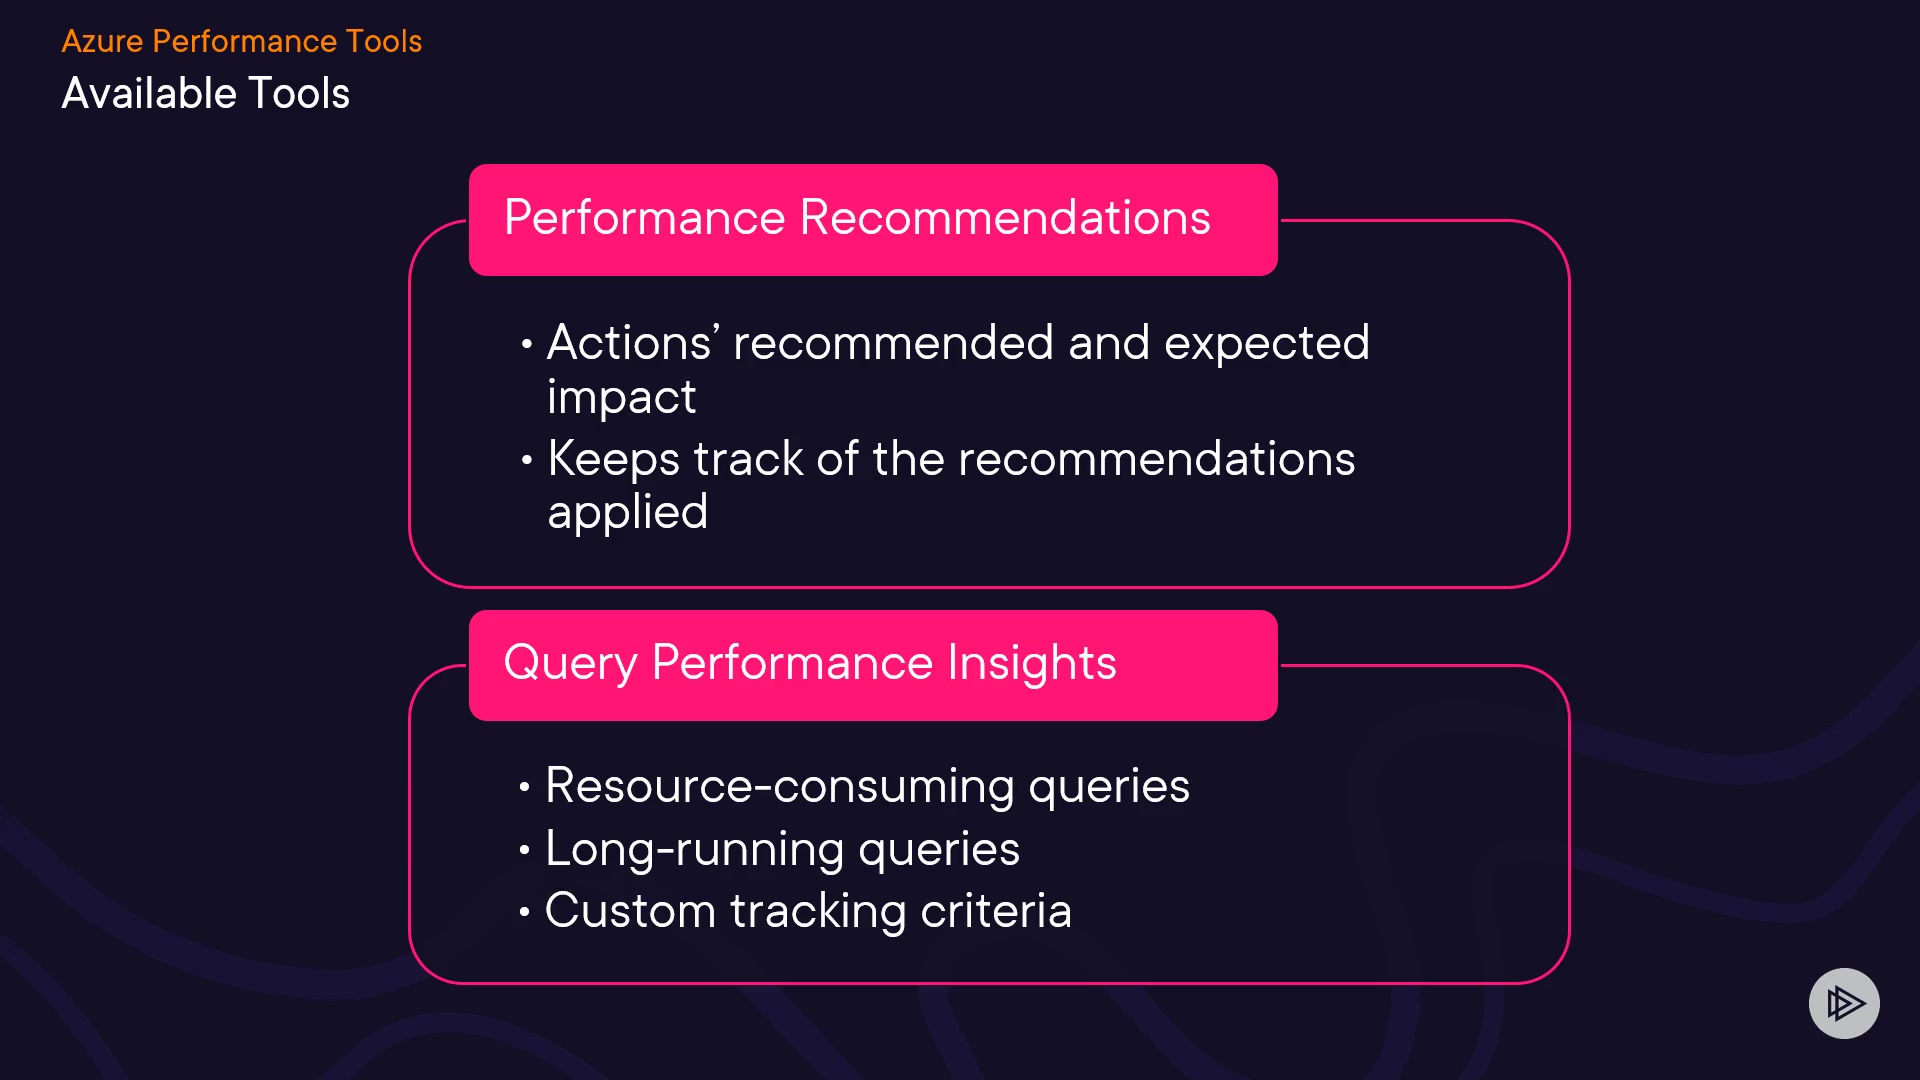 Azure Performance Tools
Available Tools
Performance Recommendations
• Actions’ recommended and expected
impact
• Keeps track of the recommendations
applied
Query Performance Insights
• Resource-consuming queries
• Long-running queries
• Custom tracking criteria